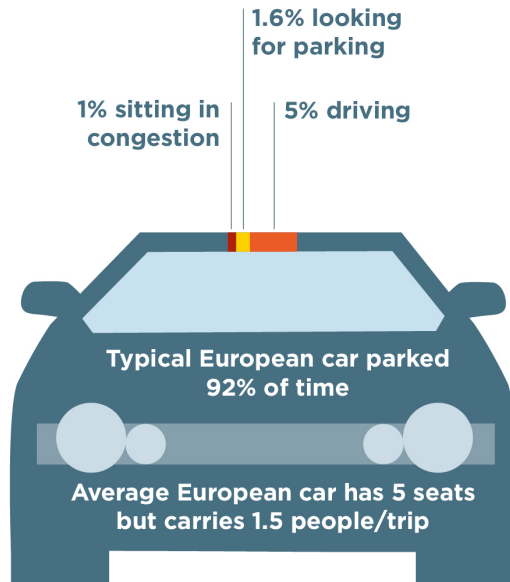 1.6% looking
for parking
1% sitting in
congestion
5% driving
Typical European car parked
92% of time
Average European car has 5 seats
but carries 1.5 people/trip